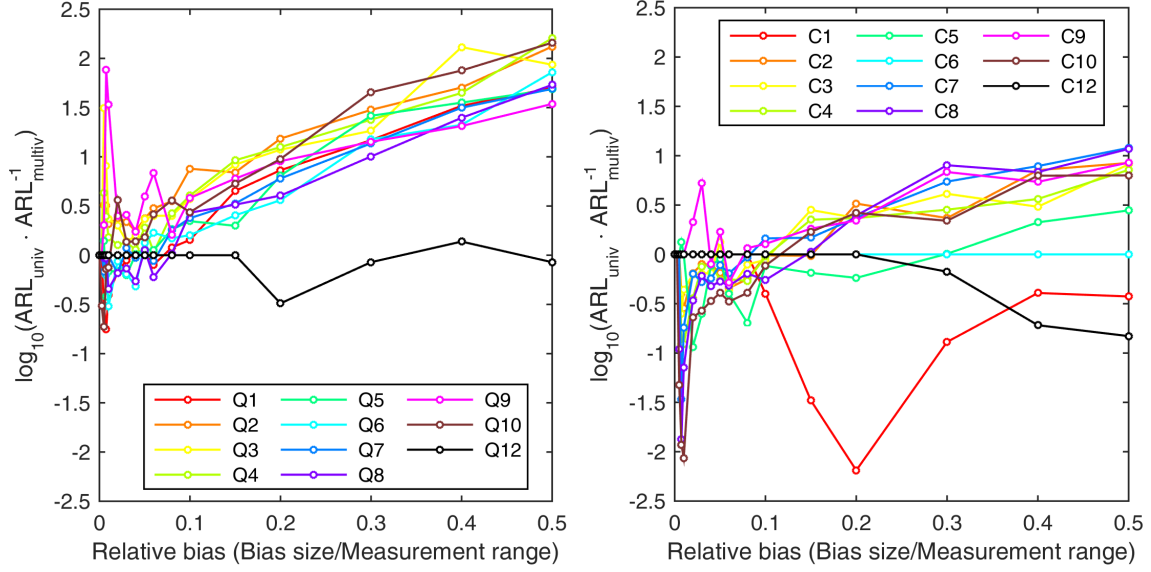 2.5
2
1.5
1
0.5
0
-0.5
-1
-1.5
-2
-2.5
log10(ARLuniv · ARL-1multiv)
0 0.1 0.2 0.3 0.4 0.5
Relative bias (Bias size/Measurement range)
Q1 Q5 Q9
Q2 Q6 Q10
Q3 Q7 Q12
Q4 Q8
2.5
2
1.5
1
0.5
0
-0.5
-1
-1.5
-2
-2.5
log10(ARLuniv · ARL-1multiv)
0 0.1 0.2 0.3 0.4 0.5
Relative bias (Bias size/Measurement range)
C1 C5 C9
C2 C6 C10
C3 C7 C12
C4 C8